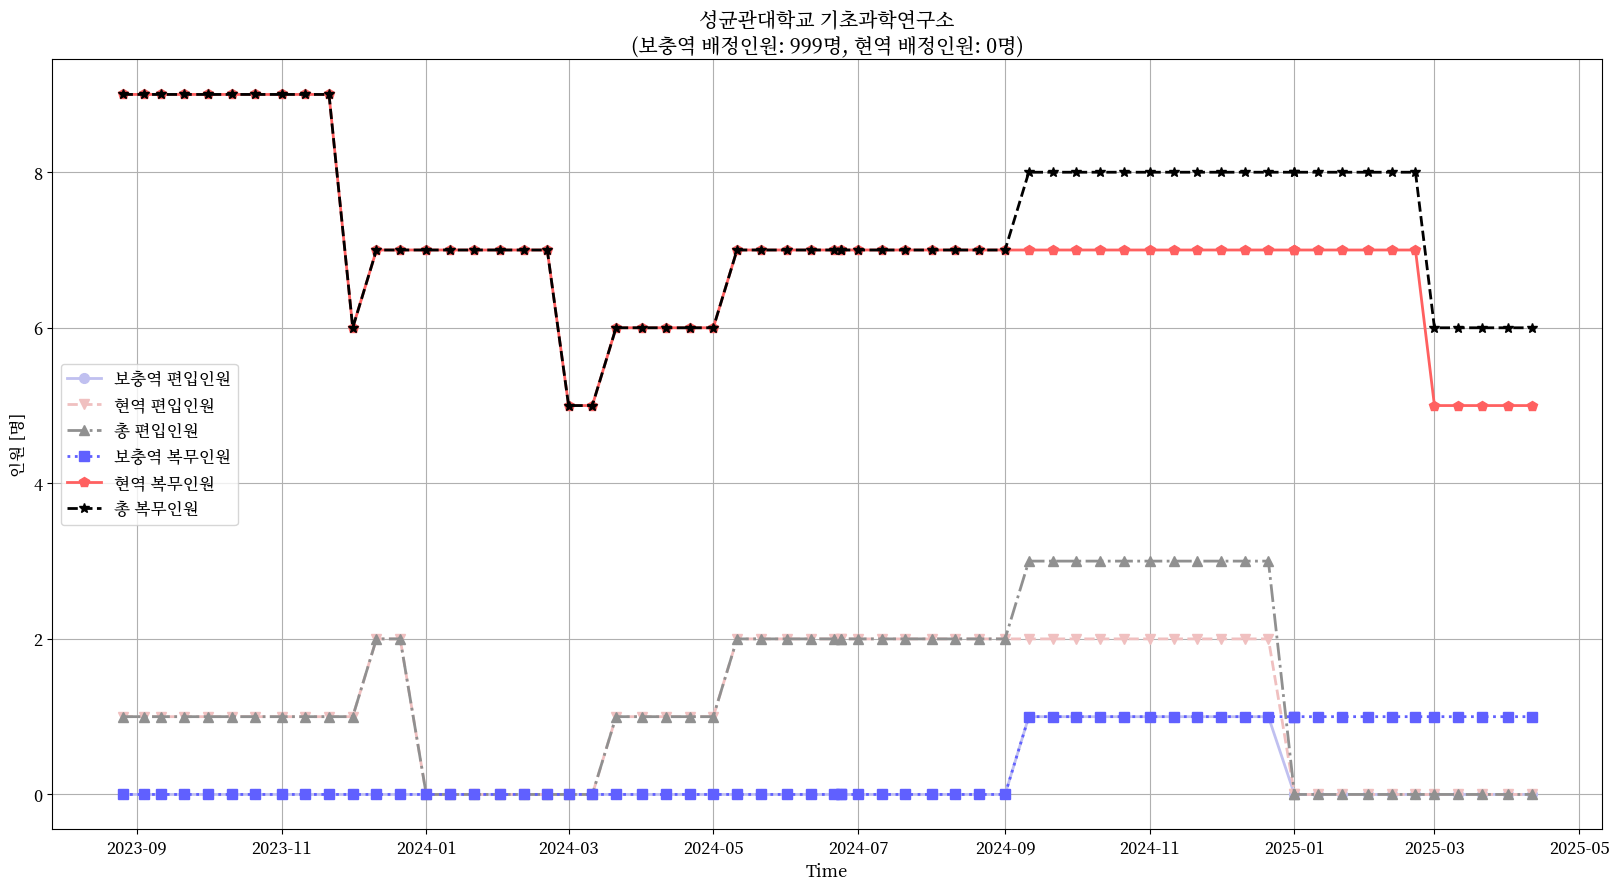 성균관대학교 기초과학연구소
(보충역 배정인원: 999명, 현역 배정인원: 0명)
인원 [명]
8
6
4
2
0
보충역 편입인원
현역 편입인원
총 편입인원
보충역 복무인원
현역 복무인원
총 복무인원
2023-09
2023-11
2024-01
2024-03
2024-05
2024-07
2024-09
2024-11
2025-01
2025-03
2025-05
Time